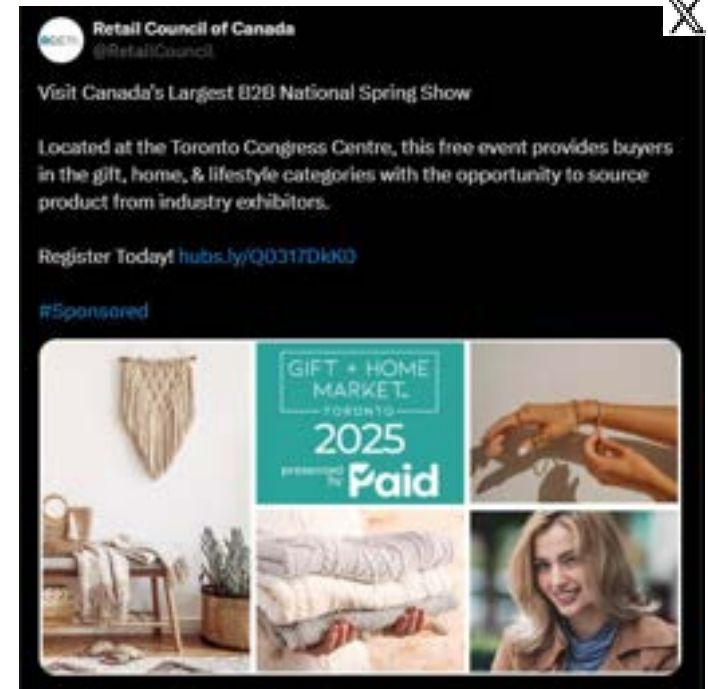 Retail Council of Canada
@RetailCouncil
Visit Canada's Largest B2B National Spring Show
Located at the Toronto Congress Centre, this free event provides buyers
in the gift, home, & lifestyle categories with the opportunity to source
product from industry exhibitors.
Register Today! hubs.ly/Q0317DkK0
#Sponsored
GIFT + HOME
MARKET
TORONTO
2025
presented
by Paid